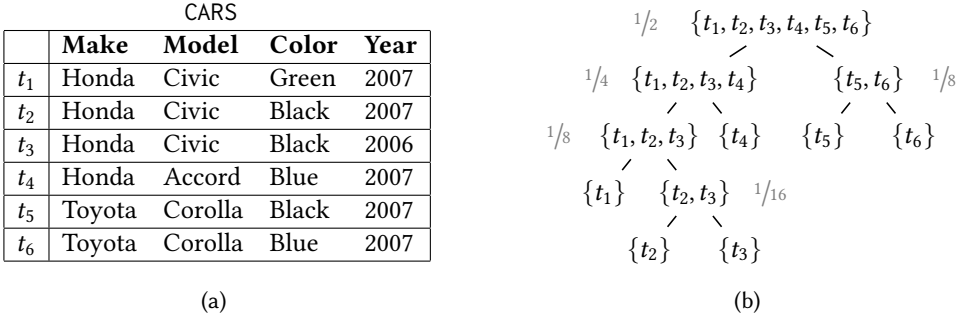 CARS
Make Model Color Year
t1 Honda Civic Green 2007
t2 Honda Civic Black 2007
t3 Honda Civic Black 2006
t4 Honda Accord Blue 2007
t5 Toyota Corolla Black 2007
t6 Toyota Corolla Blue 2007
(a)
1/2 {t1, t2, t3, t4, t5, t6}
1/4 {t1, t2, t3, t4} {t5, t6} 1/8
1/8 {t1, t2, t3} {t4} {t5} {t6}
{t1} {t2, t3} 1/16
{t2} {t3}
(b)